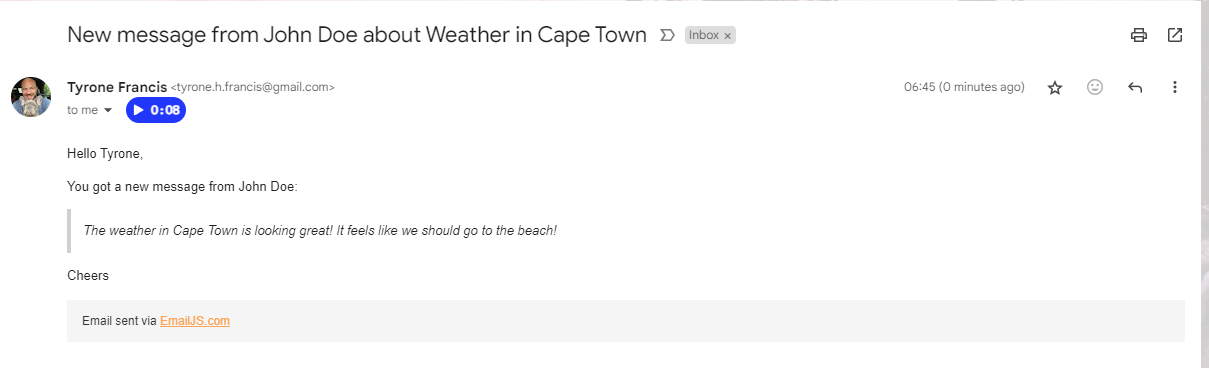 New message from John Doe about Weather in Cape Town Inbox ×
Tyrone Francis <tyrone.h.francis@gmail.com> 06:45 (0 minutes ago)
to me 0:08
Hello Tyrone,
You got a new message from John Doe:
The weather in Cape Town is looking great! It feels like we should go to the beach!
Cheers
Email sent via EmailJS.com